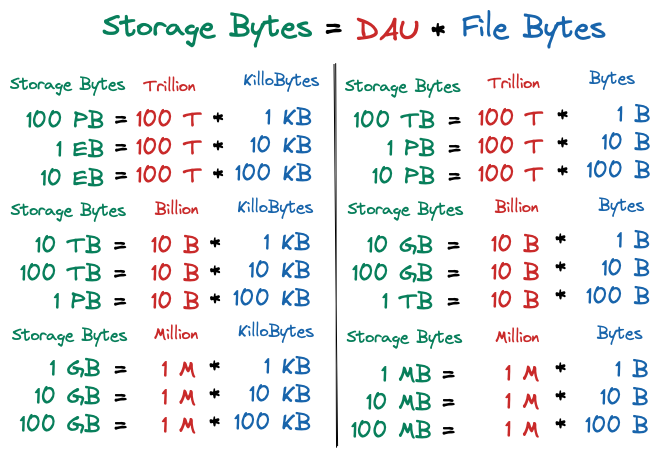 Storage Bytes = DAU * File Bytes
Storage Bytes Trillion KilloBytes
100 PB = 100 T * 1 KB
1 EB = 100 T * 10 KB
10 EB = 100 T * 100 KB
Storage Bytes Billion KilloBytes
10 TB = 10 B * 1 KB
100 TB = 10 B * 10 KB
1 PB = 10 B * 100 KB
Storage Bytes Million KilloBytes
1 GB = 1 M * 1 KB
10 GB = 1 M * 10 KB
100 GB = 1 M * 100 KB
Storage Bytes Trillion Bytes
100 TB = 100 T * 1 B
1 PB = 100 T * 10 B
10 PB = 100 T * 100 B
Storage Bytes Billion Bytes
10 GB = 10 B * 1 B
100 GB = 10 B * 10 B
1 TB = 10 B * 100 B
Storage Bytes Million Bytes
1 MB = 1 M * 1 B
10 MB = 1 M * 10 B
100 MB = 1 M * 100 B